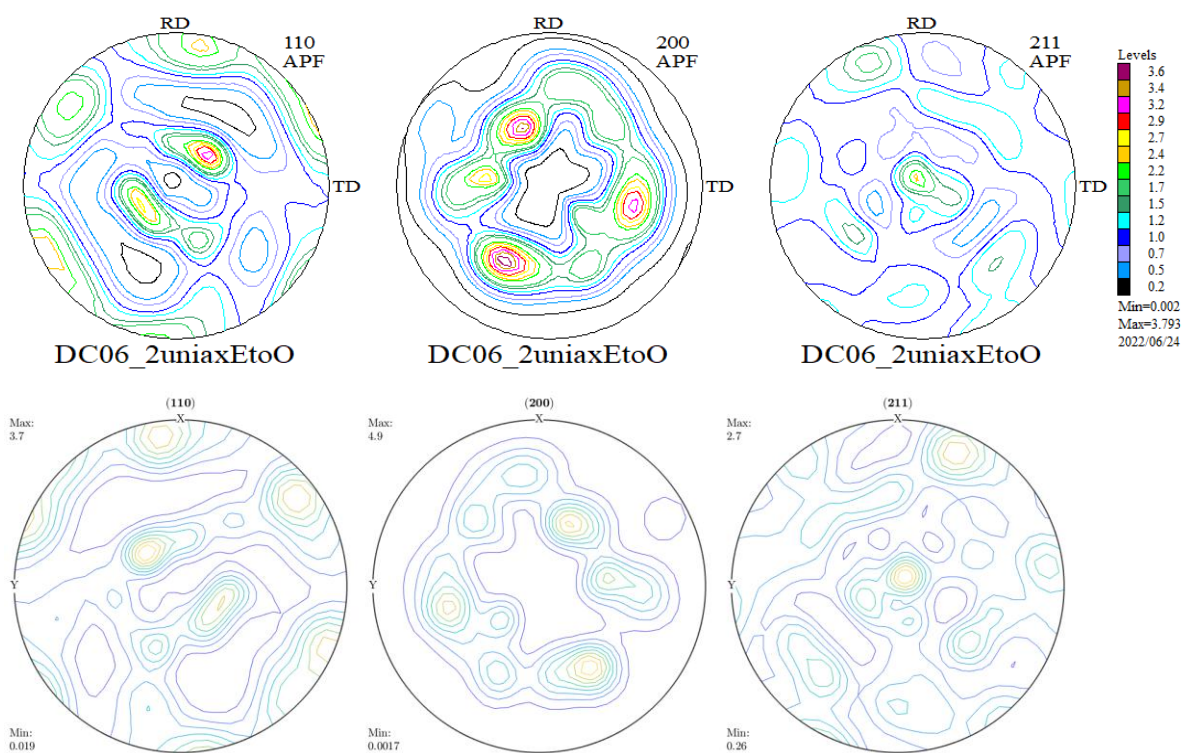 RD
110
APF
TD
DC06_2uniaxEtoO
RD
200
APF
TD
DC06_2uniaxEtoO
RD
211
APF
TD
DC06_2uniaxEtoO
Levels
3.6
3.4
3.2
2.9
2.7
2.4
2.2
1.7
1.5
1.2
1.0
0.7
0.5
0.2
Min=0.002
Max=3.793
2022/06/24
(110)
Max:
3.7
X
Y
Min:
0.019
(200)
Max:
4.9
X
Y
Min:
0.0017
(211)
Max:
2.7
X
Y
Min:
0.26